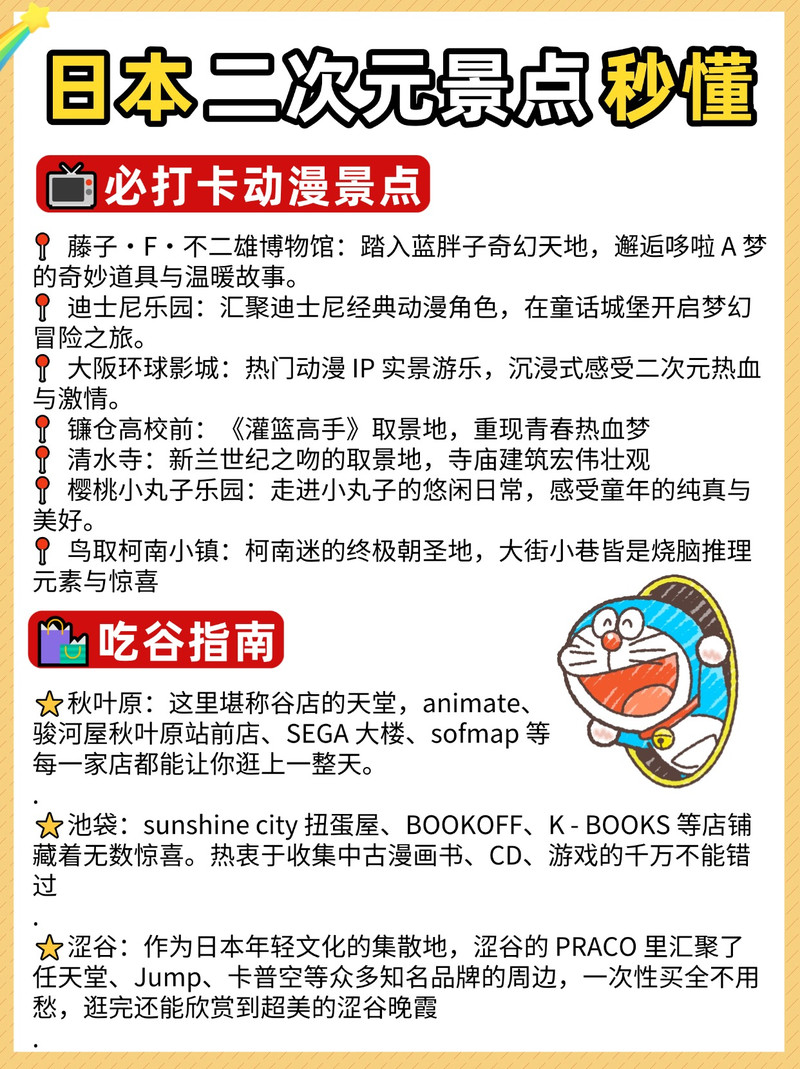 日本二次元景点秒懂
必打卡动漫景点
藤子・F・不二雄博物馆：踏入蓝胖子奇幻天地，邂逅哆啦 A 梦
的奇妙道具与温暖故事。
迪士尼乐园：汇聚迪士尼经典动漫角色，在童话城堡开启梦幻
冒险之旅。
大阪环球影城：热门动漫 IP 实景游乐，沉浸式感受二次元热血
与激情。
镰仓高校前：《灌篮高手》取景地，重现青春热血梦
清水寺：新兰世纪之吻的取景地，寺庙建筑宏伟壮观
樱桃小丸子乐园：走进小丸子的悠闲日常，感受童年的纯真与
美好。
鸟取柯南小镇：柯南迷的终极朝圣地，大街小巷皆是烧脑推理
元素与惊喜
吃谷指南
秋叶原：这里堪称谷店的天堂，animate、
骏河屋秋叶原站前店、SEGA 大楼、sofmap 等
每一家店都能让你逛上一整天。
.
池袋：sunshine city 扭蛋屋、BOOKOFF、K - BOOKS 等店铺
藏着无数惊喜。热衷于收集中古漫画书、CD、游戏的千万不能错
过
.
涩谷：作为日本年轻文化的集散地，涩谷的 PRACO 里汇聚了
任天堂、Jump、卡普空等众多知名品牌的周边，一次性买全不用
愁，逛完还能欣赏到超美的涩谷晚霞
.